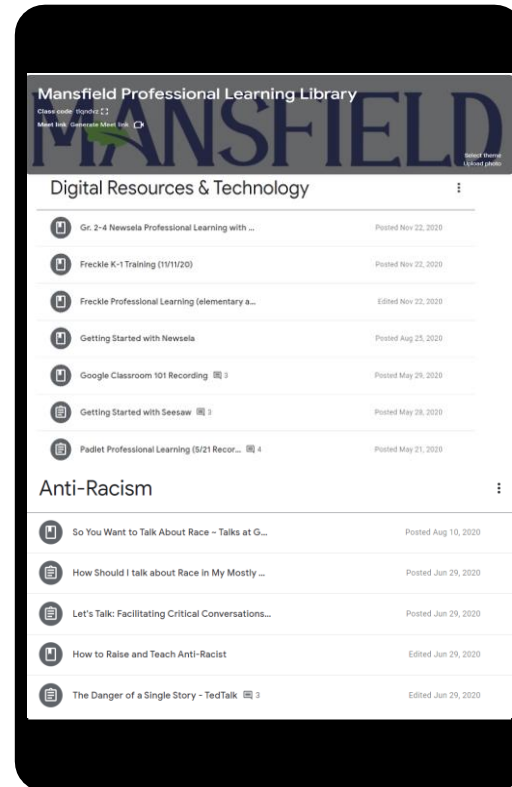 Mansfield Professional Learning Library
Class code tlgndvz
Meet link Generate Meet link
MANSFIELD
Select theme
Upload photo
Digital Resources & Technology
Gr. 2-4 Newsela Professional Learning with ... Posted Nov 22, 2020
Freckle K-1 Training (11/11/20) Posted Nov 22, 2020
Freckle Professional Learning (elementary a... Edited Nov 22, 2020
Getting Started with Newsela Posted Aug 25, 2020
Google Classroom 101 Recording 3 Posted May 29, 2020
Getting Started with Seesaw 3 Posted May 28, 2020
Padlet Professional Learning (5/21 Recor... 4 Posted May 21, 2020
Anti-Racism
So You Want to Talk About Race – Talks at G... Posted Aug 10, 2020
How Should I talk about Race in My Mostly ... Posted Jun 29, 2020
Let's Talk: Facilitating Critical Conversations... Posted Jun 29, 2020
How to Raise and Teach Anti-Racist Edited Jun 29, 2020
The Danger of a Single Story - TedTalk 3 Edited Jun 29, 2020